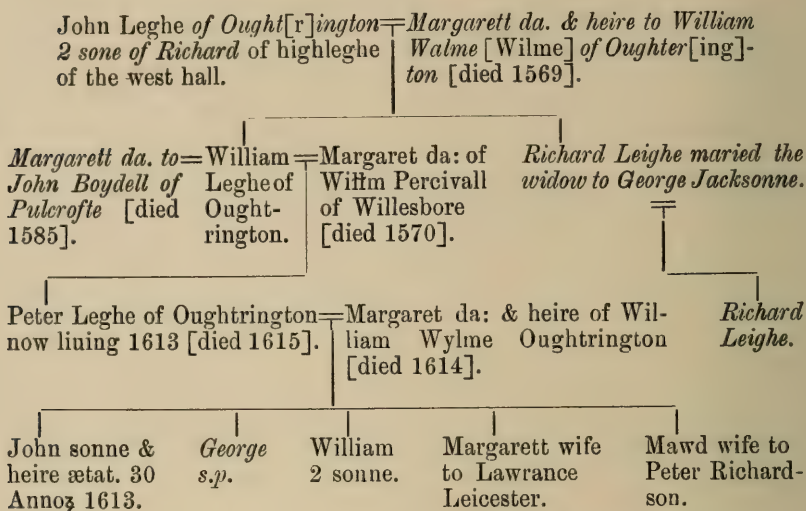 John Leghe of Ought[r]ington
2 sone of Richard of highleghe
of the west hall.
Margarett da. & heire to William
Walme [Wilme] of Oughter[ing]-
ton [died 1569].
Margarett da. to
John Boydell of
Pulcrofte [died
1585].
William
Leghe of
Ought-
rington.
Margaret da: of
Willm Percivall
of Willesbore
[died 1570].
Richard Leighe maried the
widow to George Jacksonne.
Peter Leghe of Oughtrington
now liuing 1613 [died 1615].
Margaret da: & heire of Wil-
liam Wylme Oughtrington
[died 1614].
Richard
Leighe.
John sonne &
heire ætat. 30
Annoʒ 1613.
George
s.p.
William
2 sonne.
Margarett wife
to Lawrance
Leicester.
Mawd wife to
Peter Richard-
son.